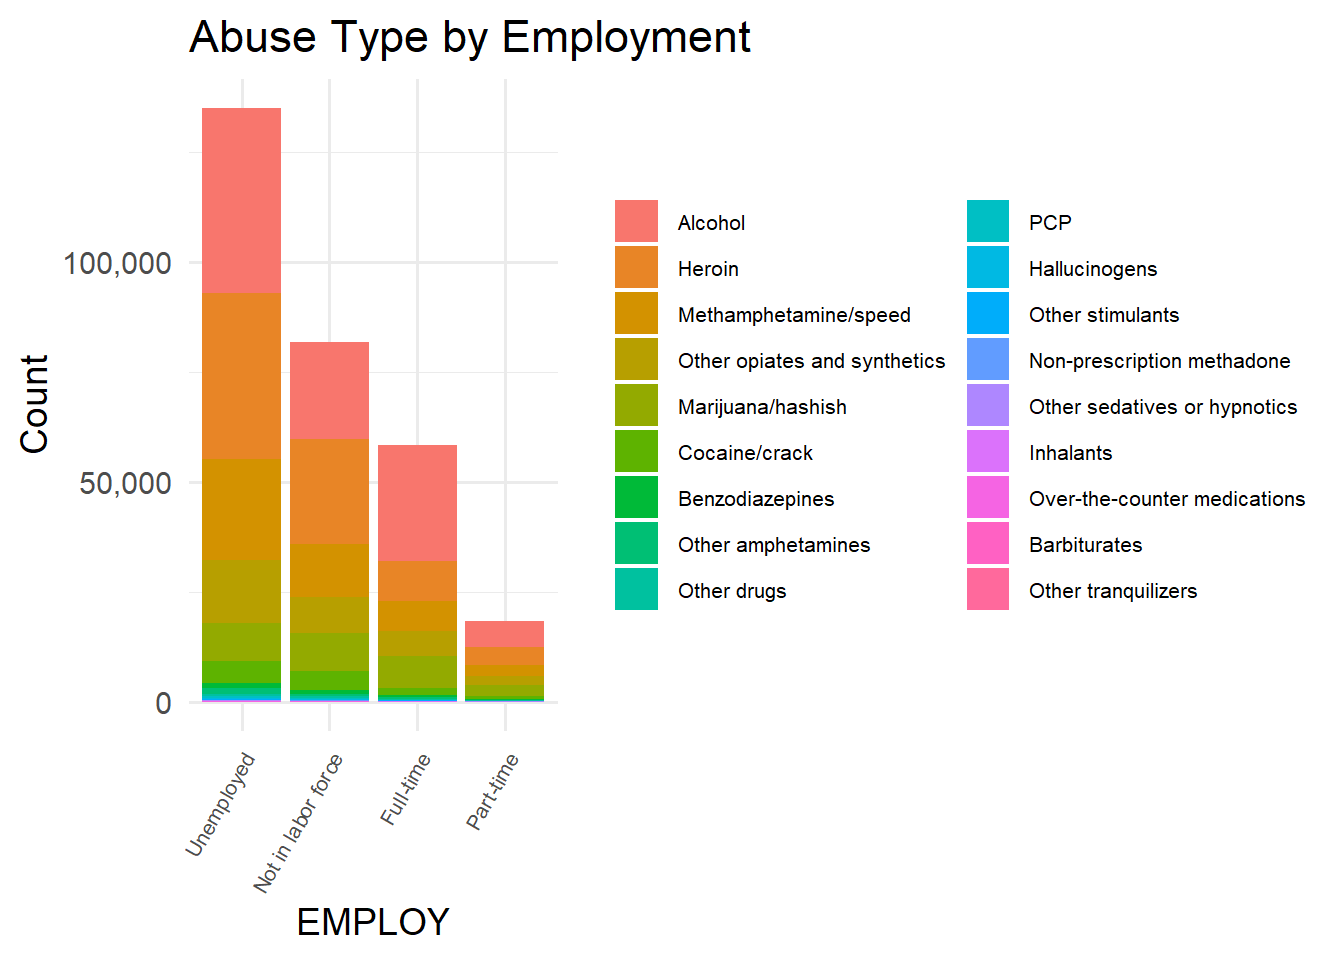 Abuse Type by Employment
Count
100,000
50,000
0
Unemployed
Not in labor force
Full-time
Part-time
EMPLOY
Alcohol
Heroin
Methamphetamine/speed
Other opiates and synthetics
Marijuana/hashish
Cocaine/crack
Benzodiazepines
Other amphetamines
Other drugs
PCP
Hallucinogens
Other stimulants
Non-prescription methadone
Other sedatives or hypnotics
Inhalants
Over-the-counter medications
Barbiturates
Other tranquilizers